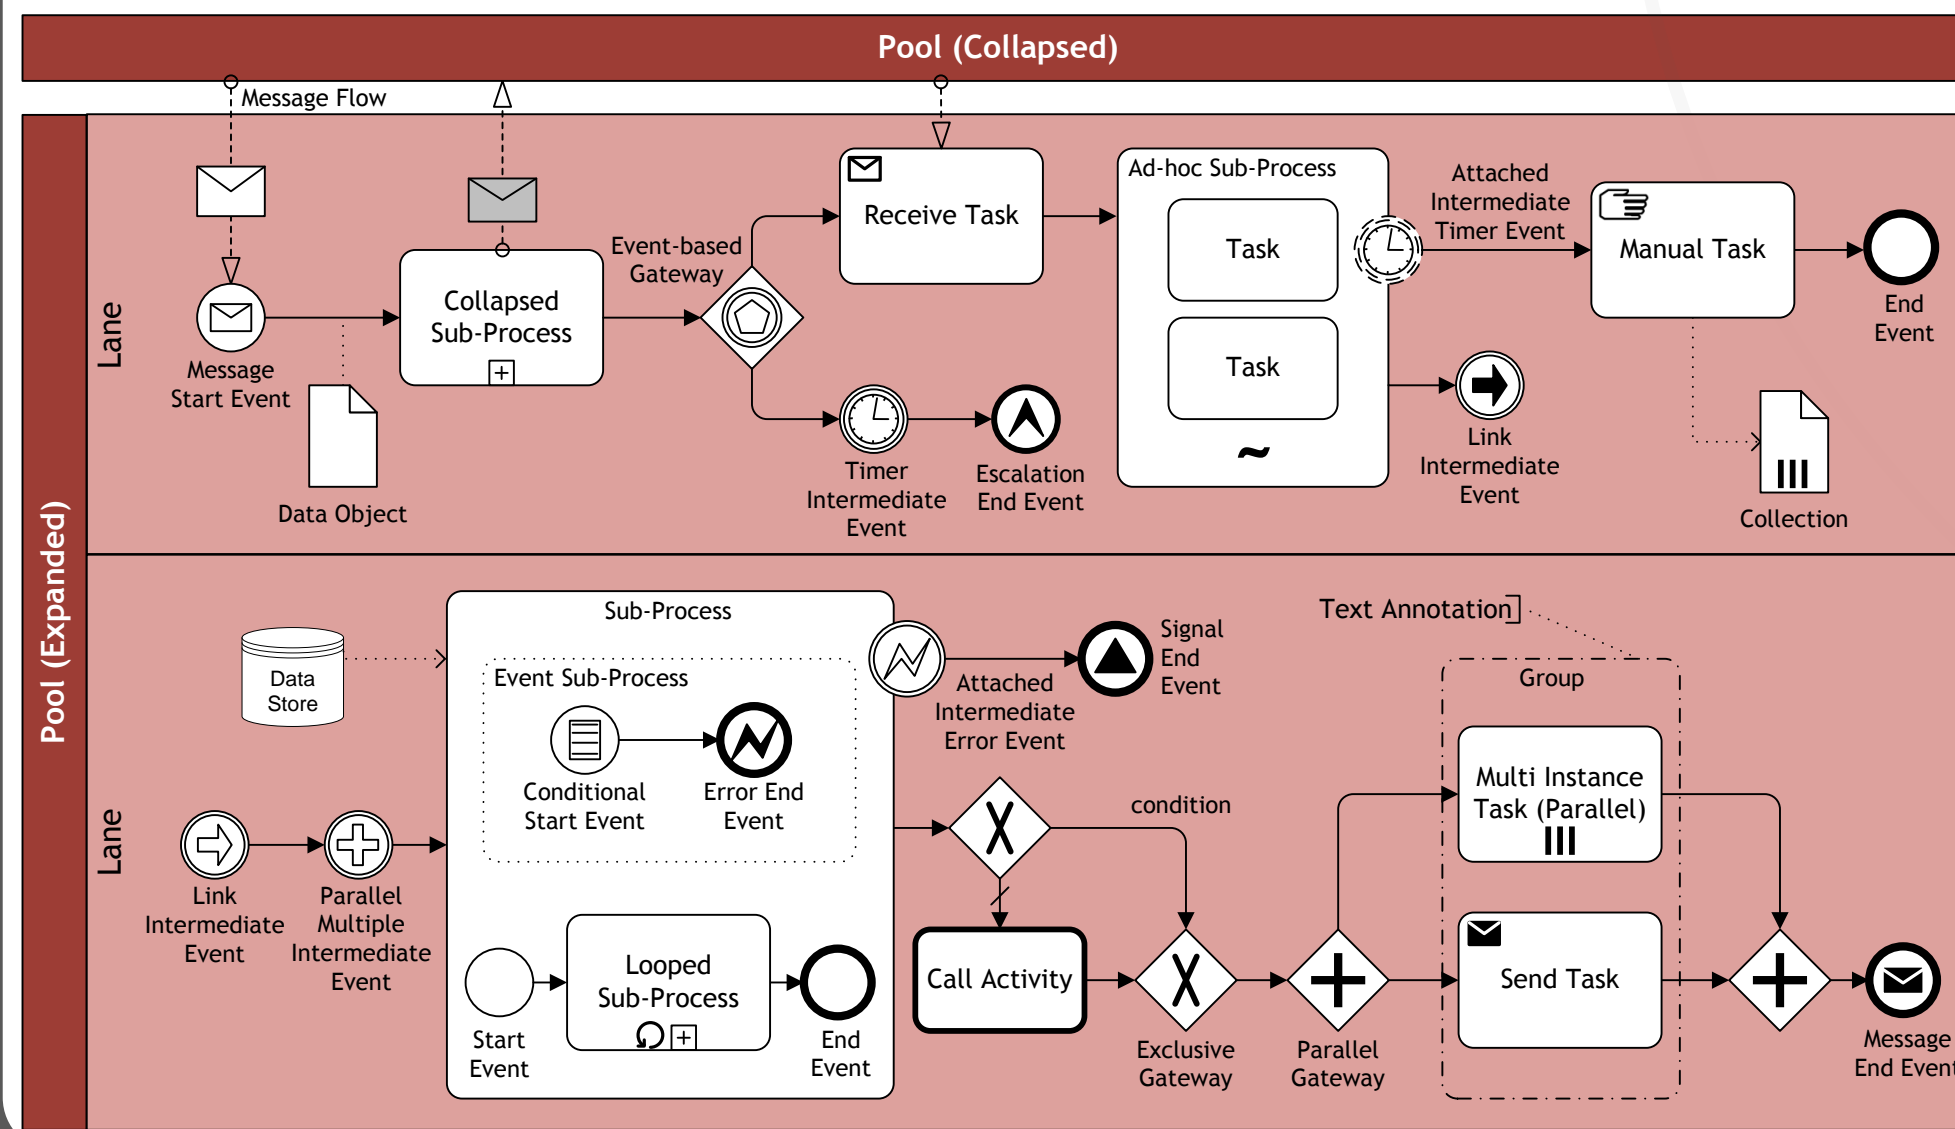 Pool (Collapsed)
Message Flow
Pool (Expanded)
Lane
Message
Start Event
Data Object
Collapsed
Sub-Process
Event-based
Gateway
Receive Task
Timer
Intermediate
Event
Escalation
End Event
Ad-hoc Sub-Process
Task
Task
~
Attached
Intermediate
Timer Event
Link
Intermediate
Event
Manual Task
Collection
End
Event
Lane
Data
Store
Link
Intermediate
Event
Parallel
Multiple
Intermediate
Event
Sub-Process
Event Sub-Process
Conditional
Start Event
Error End
Event
Start
Event
Looped
Sub-Process
End
Event
Attached
Intermediate
Error Event
Signal
End
Event
condition
Call Activity
Exclusive
Gateway
Parallel
Gateway
Text Annotation
Group
Multi Instance
Task (Parallel)
Send Task
Message
End Event